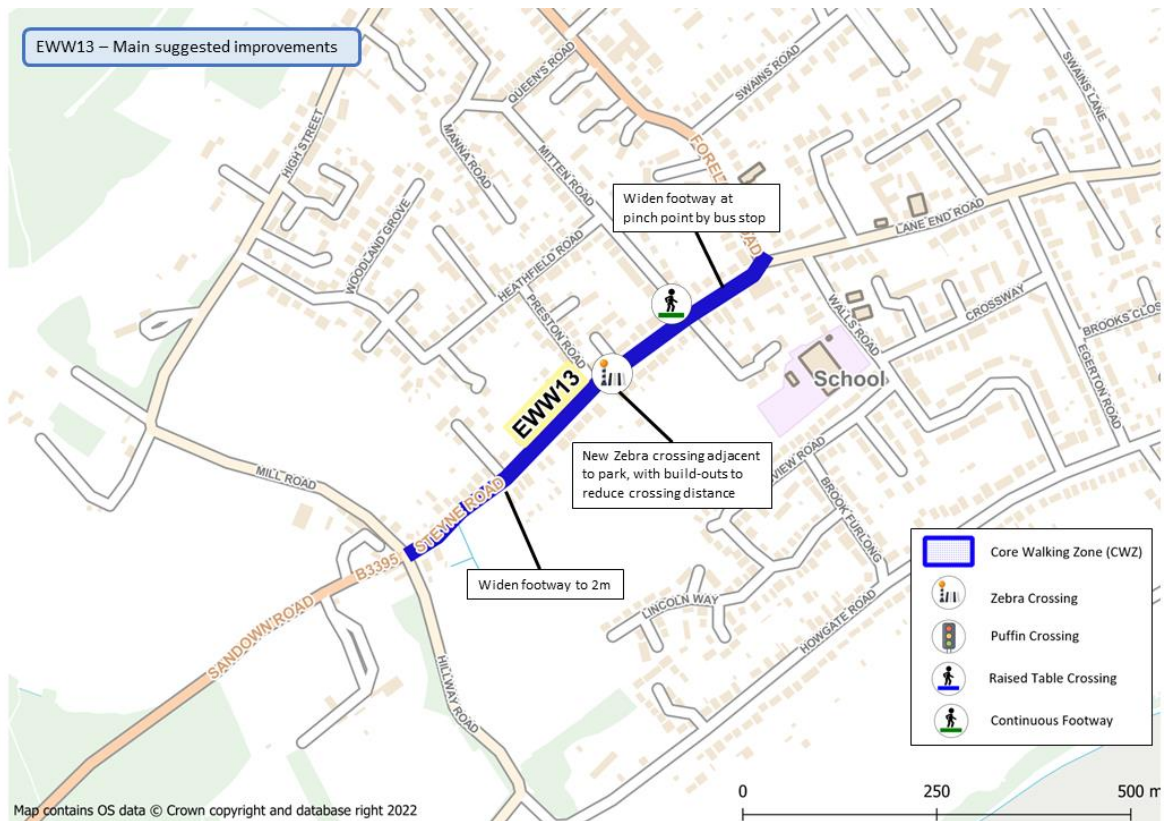 EWW13 – Main suggested improvements
QUEEN'S ROAD
SWAINS ROAD
SWAINS LANE
HIGH STREET
MANNA ROAD
MITTEN ROAD
Widen footway at
pinch point by bus stop
LANE END ROAD
WOODLAND GROVE
HEATHFIELD ROAD
PRESTON ROAD
WALLS ROAD
CROSSWAY
BROOKS CLOS
EGERTON ROAD
School
EWW13
New Zebra crossing adjacent
to park, with build-outs to
reduce crossing distance
MILL ROAD
BROOK FURLONG
STEYNE ROAD
B3395
Widen footway to 2m
LINCOLN WAY
HOWGATE ROAD
SANDOWN ROAD
HILLWAY ROAD
Core Walking Zone (CWZ)
Zebra Crossing
Puffin Crossing
Raised Table Crossing
Continuous Footway
0
250
500 m
Map contains OS data © Crown copyright and database right 2022